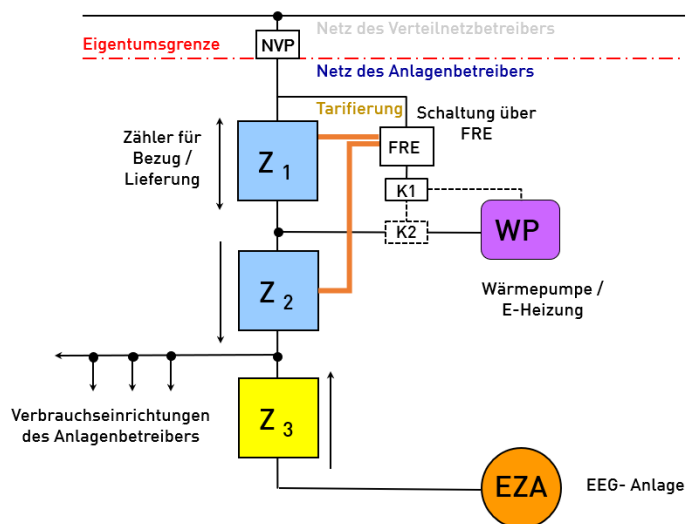 Netz des Verteilnetzbetreibers
Eigentumsgrenze
NVP
Netz des Anlagenbetreibers
Tarifierung
Schaltung über
FRE
Zähler für
Bezug /
Lieferung
Z 1
FRE
K1
K2
WP
Z 2
Wärmepumpe /
E-Heizung
Verbrauchseinrichtungen
des Anlagenbetreibers
Z 3
EZA
EEG- Anlage